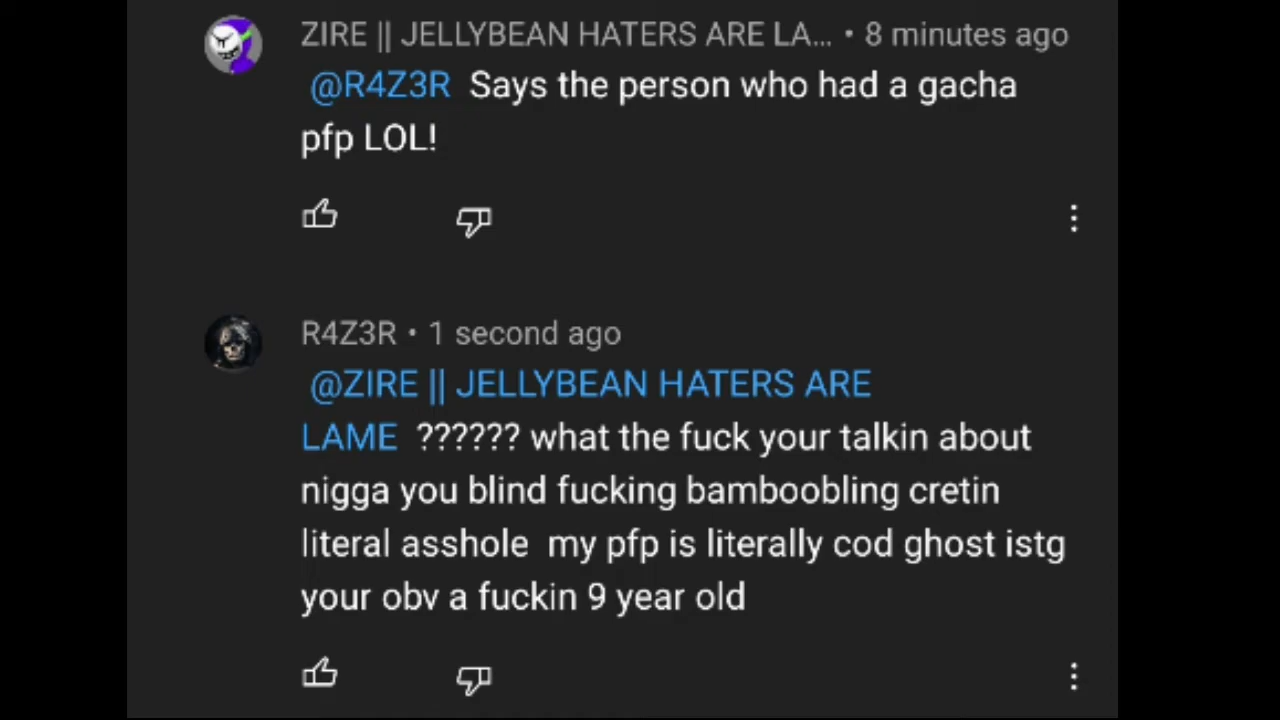 ZIRE || JELLYBEAN HATERS ARE LA... • 8 minutes ago
@R4Z3R Says the person who had a gacha
pfp LOL!
R4Z3R • 1 second ago
@ZIRE || JELLYBEAN HATERS ARE
LAME ?????? what the fuck your talkin about
nigga you blind fucking bamboobling cretin
literal asshole my pfp is literally cod ghost istg
your obv a fuckin 9 year old